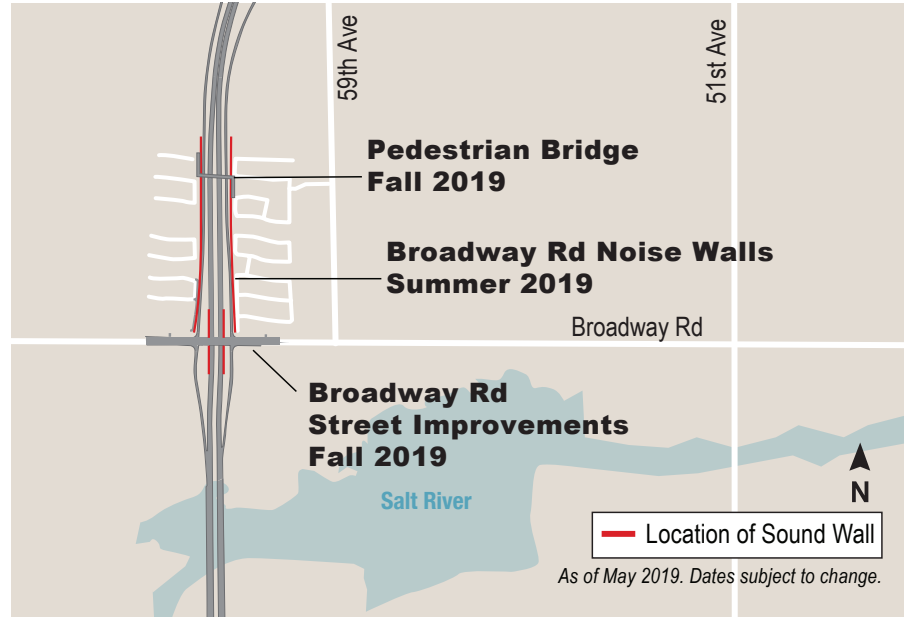 59th Ave
51st Ave
Pedestrian Bridge
Fall 2019
Broadway Rd Noise Walls
Summer 2019
Broadway Rd
Broadway Rd
Street Improvements
Fall 2019
Salt River
N
Location of Sound Wall
As of May 2019. Dates subject to change.